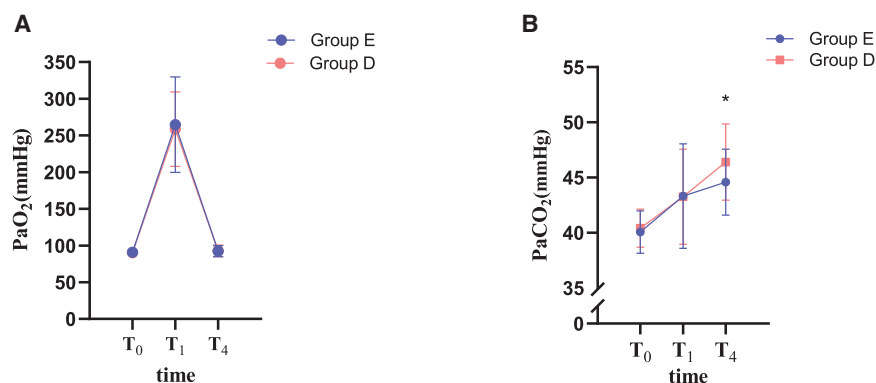 A
Group E
Group D
350
300
250
200
150
100
50
0
PaO₂(mmHg)
T₀ T₁ T₄
time
B
Group E
Group D
55
50
45
40
35
0
PaCO₂(mmHg)
*
T₀ T₁ T₄
time